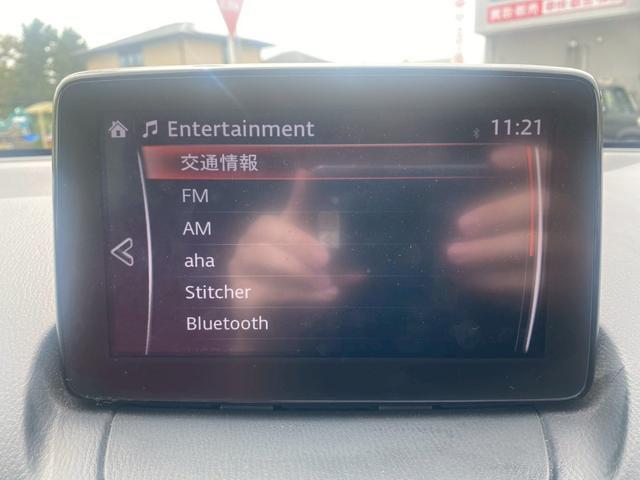 Entertainment 11:21
交通情報
FM
AM
aha
Stitcher
Bluetooth